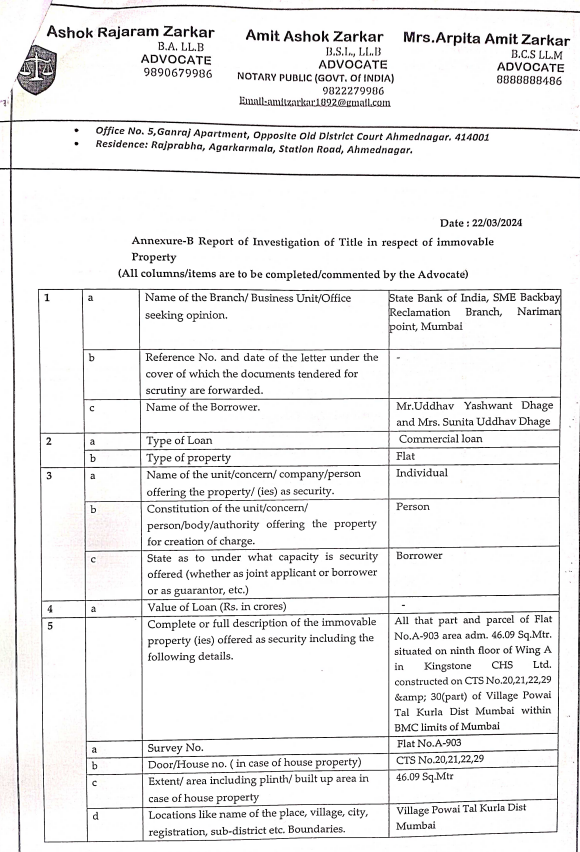 Ashok Rajaram Zarkar
B.A. LL.B
ADVOCATE
9890679986
Amit Ashok Zarkar
B.S.L., LL.B
ADVOCATE
NOTARY PUBLIC (GOVT. Of INDIA)
9822279986
Email-amitzarkar1092@gmail.com
Mrs.Arpita Amit Zarkar
B.C.S LL.M
ADVOCATE
8888888486
• Office No. 5,Ganraj Apartment, Opposite Old District Court Ahmednagar. 414001
• Residence: Rajprabha, Agarkarmala, Station Road, Ahmednagar.
Date : 22/03/2024
Annexure-B Report of Investigation of Title in respect of immovable
Property
(All columns/items are to be completed/commented by the Advocate)
1 a Name of the Branch/ Business Unit/Office State Bank of India, SME Backbay
seeking opinion. Reclamation Branch, Nariman
point, Mumbai
b Reference No. and date of the letter under the -
cover of which the documents tendered for
scrutiny are forwarded.
c Name of the Borrower. Mr.Uddhav Yashwant Dhage
and Mrs. Sunita Uddhav Dhage
2 a Type of Loan Commercial loan
b Type of property Flat
3 a Name of the unit/concern/ company/person Individual
offering the property/ (ies) as security.
b Constitution of the unit/concern/ Person
person/body/authority offering the property
for creation of charge.
c State as to under what capacity is security Borrower
offered (whether as joint applicant or borrower
or as guarantor, etc.)
4 a Value of Loan (Rs. in crores) -
5 Complete or full description of the immovable All that part and parcel of Flat
property (ies) offered as security including the No.A-903 area adm. 46.09 Sq.Mtr.
following details. situated on ninth floor of Wing A
in Kingstone CHS Ltd.
constructed on CTS No.20,21,22,29
&amp; 30(part) of Village Powai
Tal Kurla Dist Mumbai within
BMC limits of Mumbai
a Survey No. Flat No.A-903
b Door/House no. ( in case of house property) CTS No.20,21,22,29
c Extent/ area including plinth/ built up area in 46.09 Sq.Mtr
case of house property
d Locations like name of the place, village, city, Village Powai Tal Kurla Dist
registration, sub-district etc. Boundaries. Mumbai